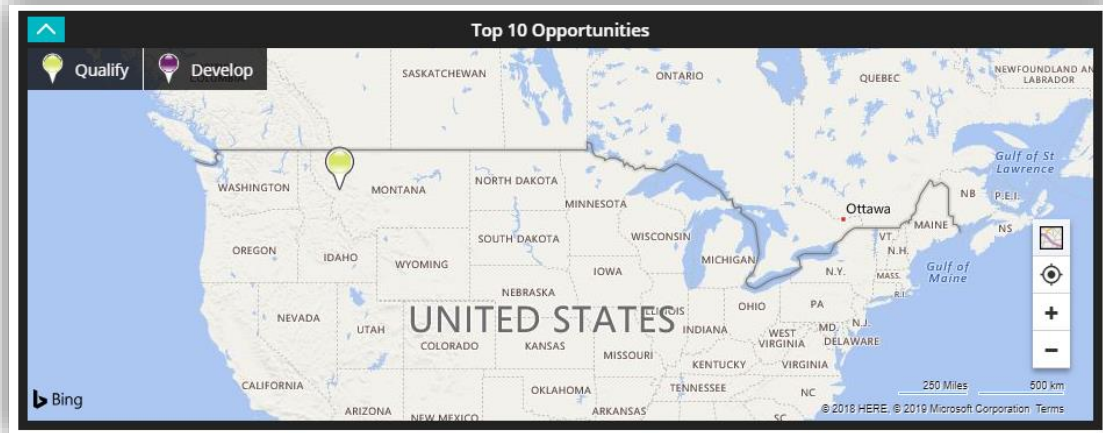 Top 10 Opportunities
Qualify
Develop
SASKATCHEWAN
ONTARIO
QUEBEC
NEWFOUNDLAND AN
LABRADOR
Gulf of St
Lawrence
WASHINGTON
MONTANA
NORTH DAKOTA
MINNESOTA
Ottawa
NB
P.E.I.
MAINE
NS
OREGON
IDAHO
WYOMING
SOUTH DAKOTA
WISCONSIN
MICHIGAN
VT.
N.H.
IOWA
N.Y.
MASS.
Gulf of
Maine
R.I.
NEBRASKA
NEVADA
UTAH
UNITED STATES
ILLINOIS
INDIANA
OHIO
PA
N.J.
COLORADO
KANSAS
MISSOURI
WEST
VIRGINIA
MD.
DELAWARE
KENTUCKY
VIRGINIA
CALIFORNIA
OKLAHOMA
TENNESSEE
NC
250 Miles
500 km
Bing
ARIZONA
NEW MEXICO
ARKANSAS
SC
© 2018 HERE, © 2019 Microsoft Corporation Terms